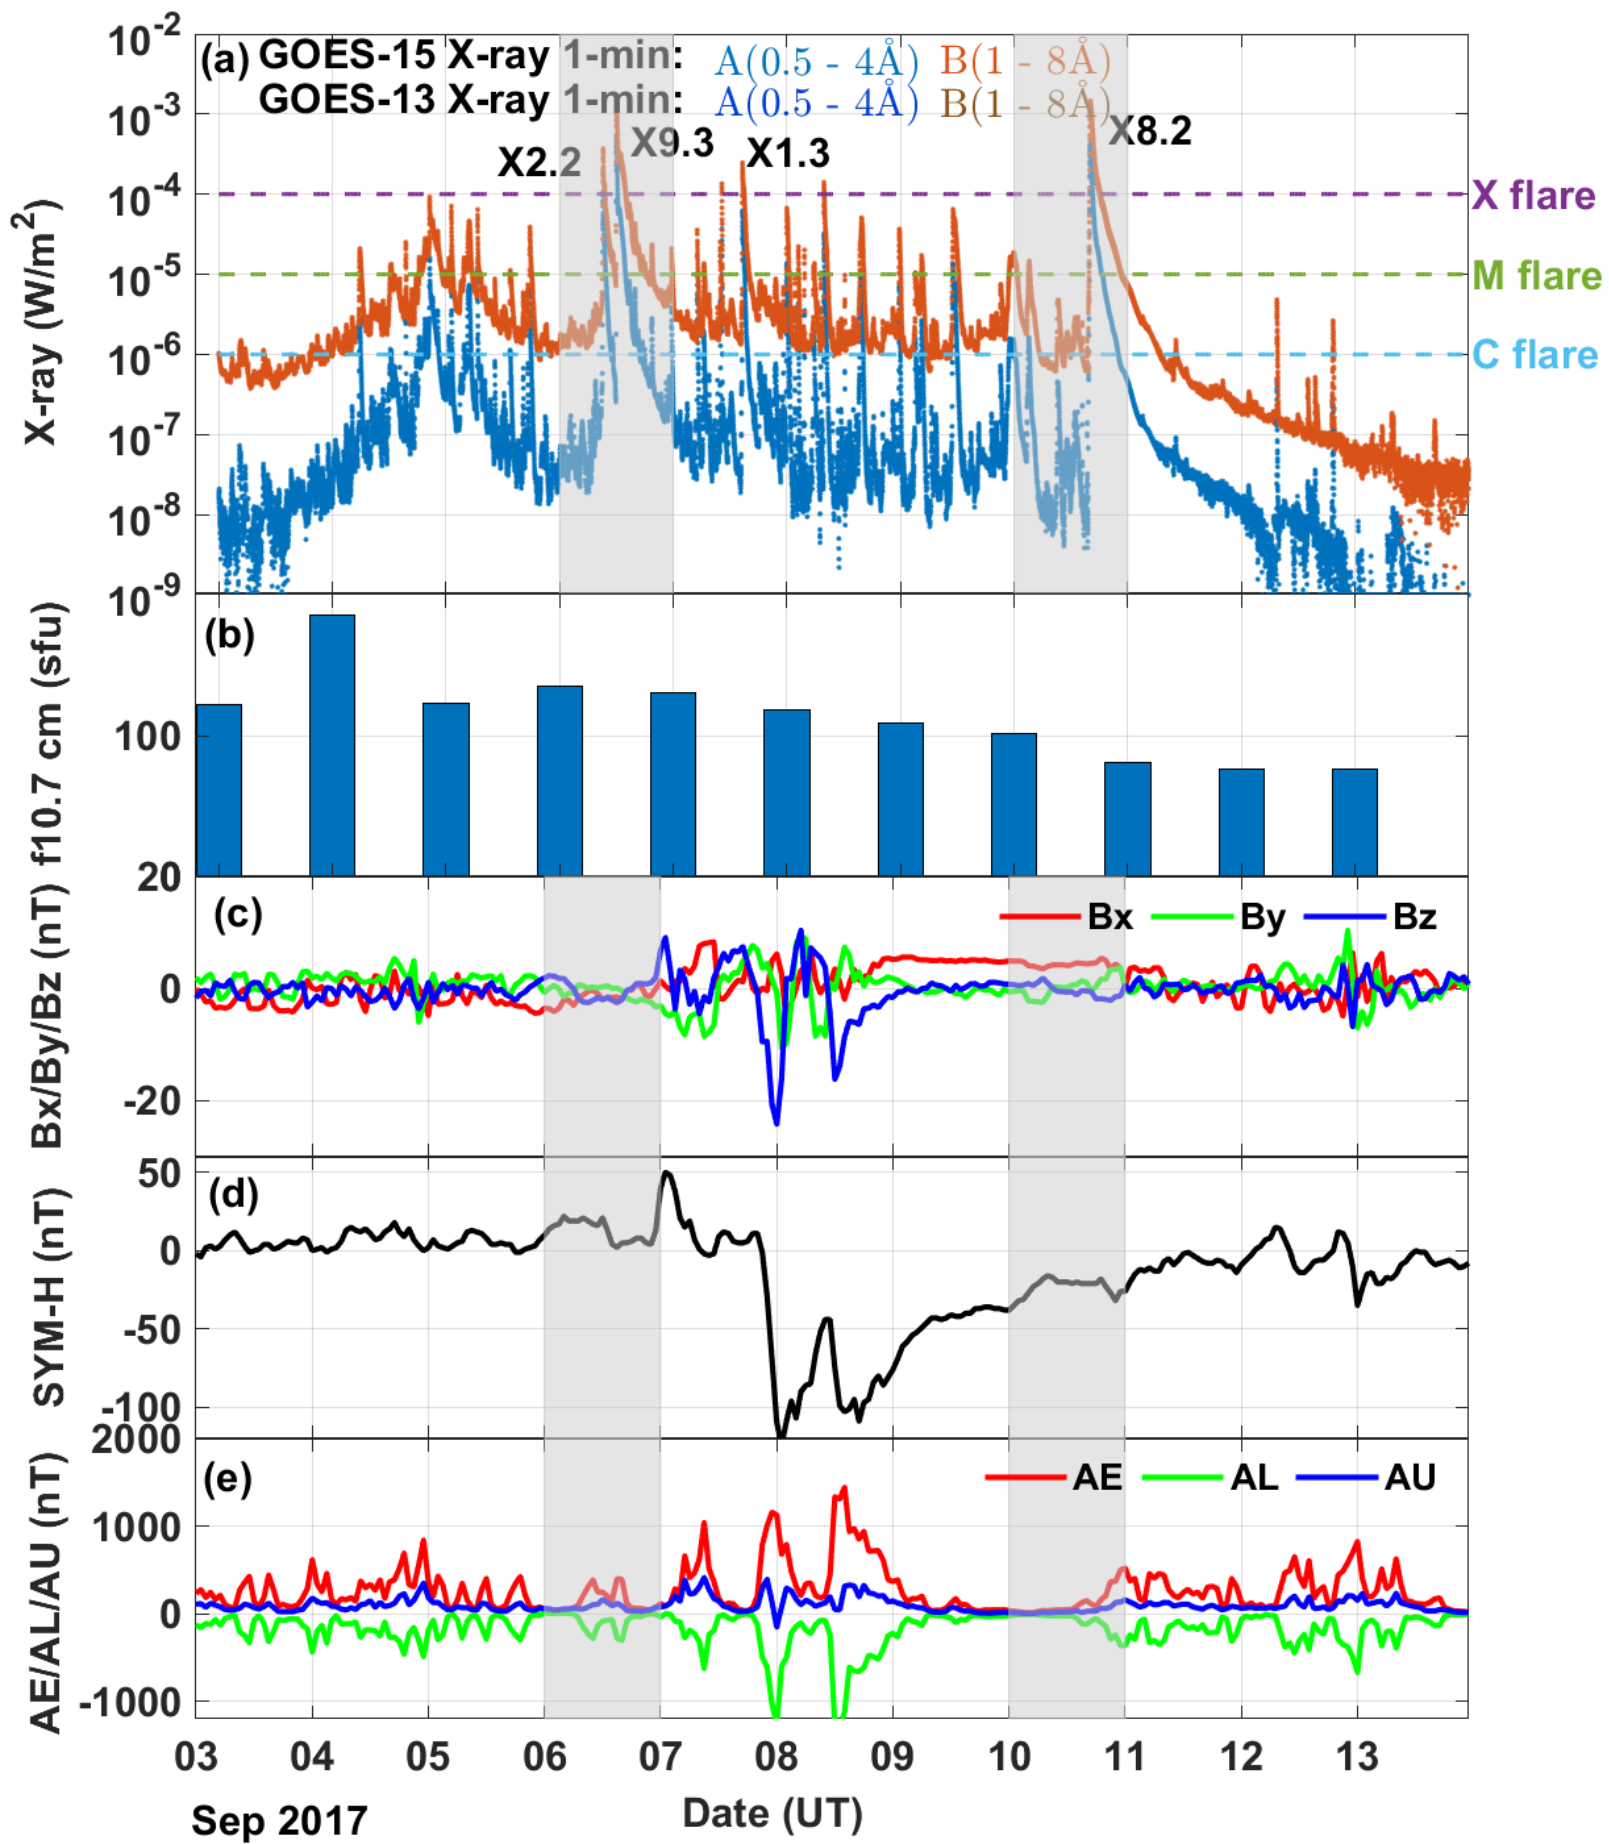 10-2
(a) GOES-15 X-ray 1-min: A(0.5 - 4Å) B(1 - 8Å)
GOES-13 X-ray 1-min: A(0.5 - 4Å) B(1 - 8Å)
10-3
X2.2 X9.3 X1.3 X8.2
10-4 X flare
10-5 M flare
10-6 C flare
10-7
10-8
10-9
X-ray (W/m2)
10
(b)
100
20
f10.7 cm (sfu)
(c) Bx By Bz
0
-20
Bx/By/Bz (nT)
50
(d)
0
-50
-100
SYM-H (nT)
2000
(e) AE AL AU
1000
0
-1000
AE/AL/AU (nT)
03 04 05 06 07 08 09 10 11 12 13
Sep 2017
Date (UT)